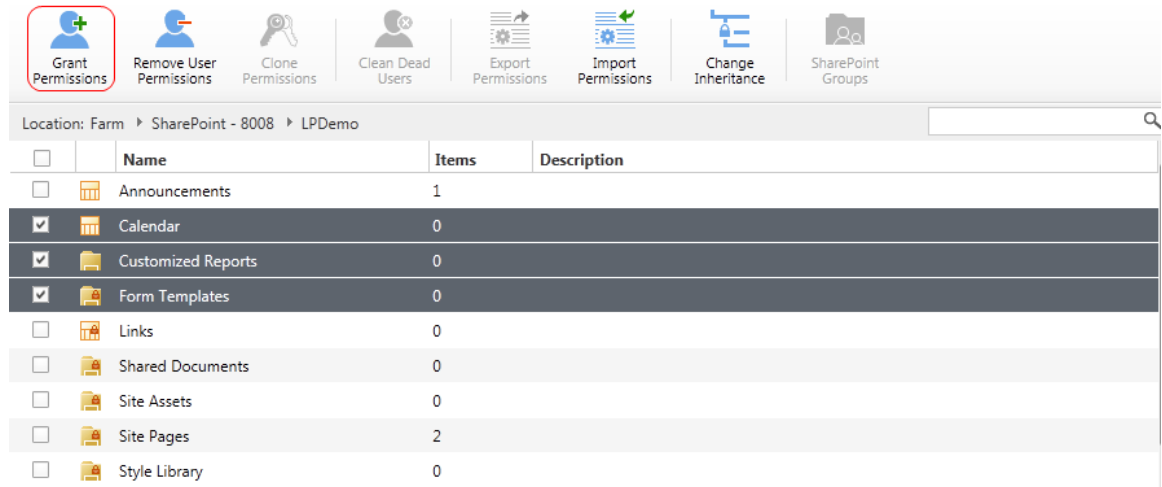 Grant Permissions
Remove User Permissions
Clone Permissions
Clean Dead Users
Export Permissions
Import Permissions
Change Inheritance
SharePoint Groups
Location: Farm SharePoint - 8008 LPDemo
Name Items Description
Announcements 1
Calendar 0
Customized Reports 0
Form Templates 0
Links 0
Shared Documents 0
Site Assets 0
Site Pages 2
Style Library 0